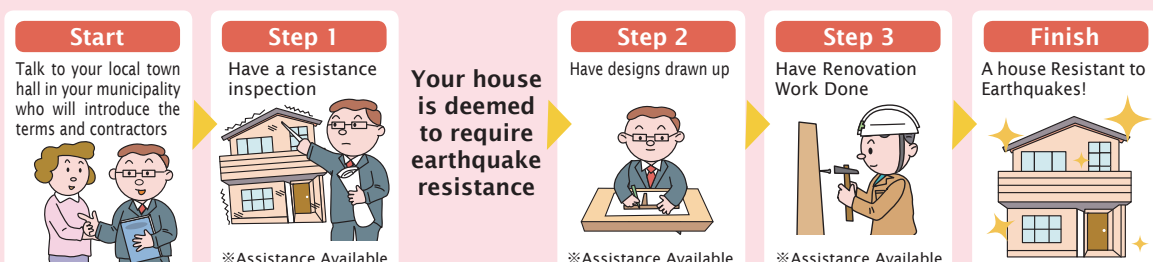 Start
Talk to your local town
hall in your municipality
who will introduce the
terms and contractors
Step 1
Have a resistance
inspection
※Assistance Available
Your house
is deemed
to require
earthquake
resistance
Step 2
Have designs drawn up
※Assistance Available
Step 3
Have Renovation
Work Done
※Assistance Available
Finish
A house Resistant to
Earthquakes!